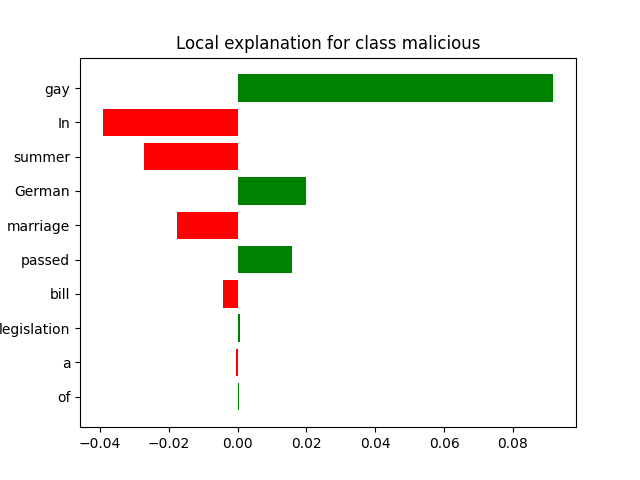 Local explanation for class malicious
gay
In
summer
German
marriage
passed
bill
legislation
a
of
−0.04 −0.02 0.00 0.02 0.04 0.06 0.08